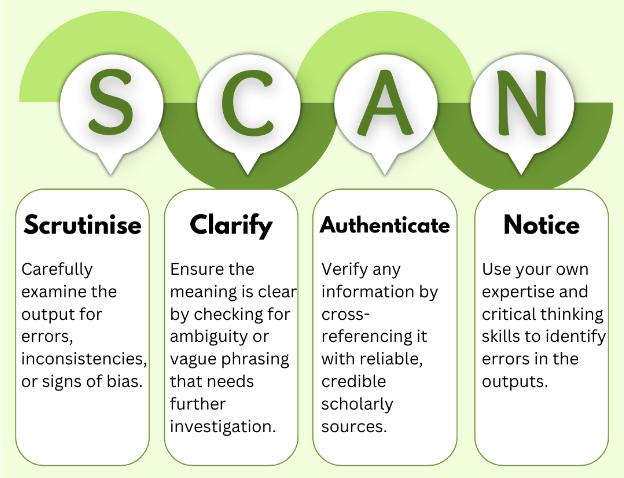 S C A N
Scrutinise
Carefully
examine the
output for
errors,
inconsistencies,
or signs of bias.
Clarify
Ensure the
meaning is clear
by checking for
ambiguity or
vague phrasing
that needs
further
investigation.
Authenticate
Verify any
information by
cross-
referencing it
with reliable,
credible
scholarly
sources.
Notice
Use your own
expertise and
critical thinking
skills to identify
errors in the
outputs.